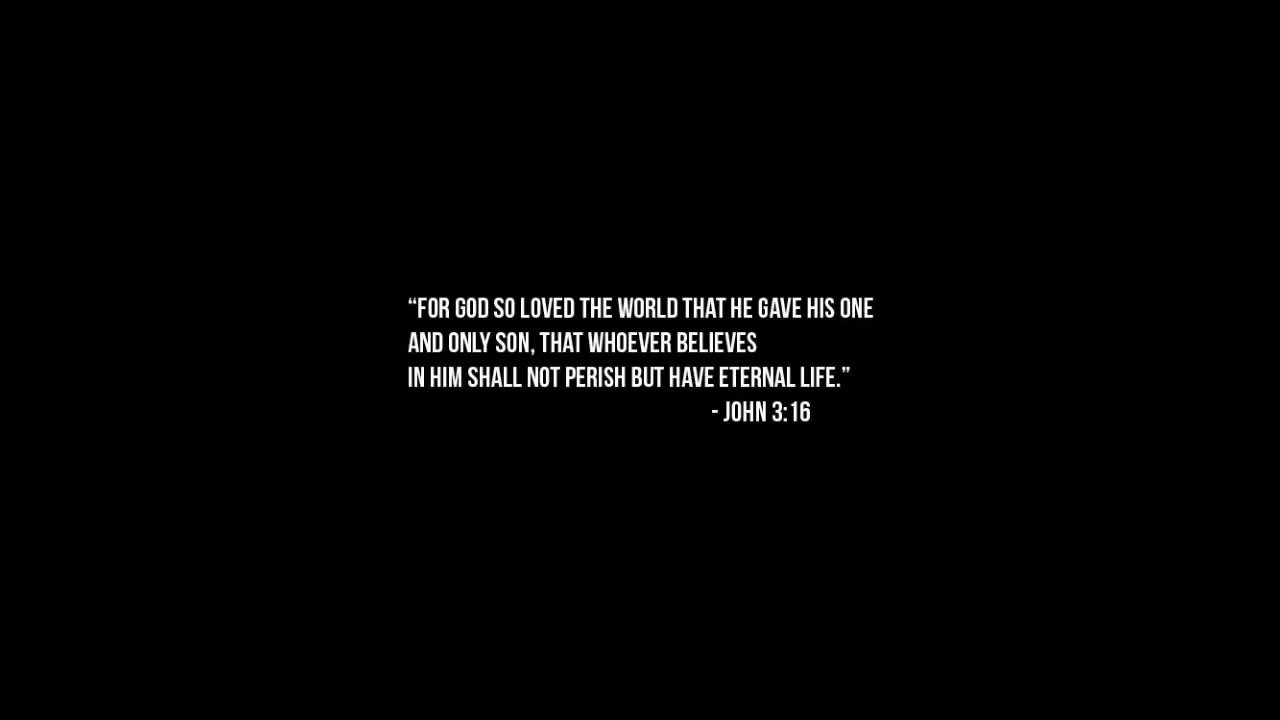 “FOR GOD SO LOVED THE WORLD THAT HE GAVE HIS ONE
AND ONLY SON, THAT WHOEVER BELIEVES
IN HIM SHALL NOT PERISH BUT HAVE ETERNAL LIFE.”
- JOHN 3:16